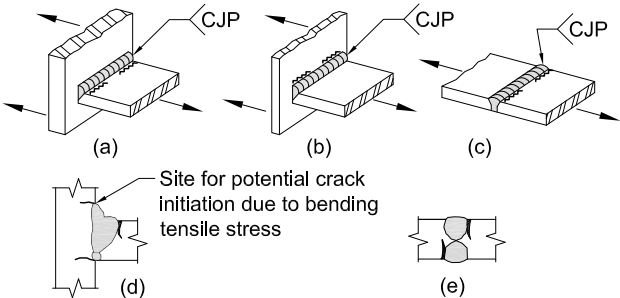 CJP
CJP
CJP
(a)
(b)
(c)
Site for potential crack
initiation due to bending
tensile stress
(d)
(e)